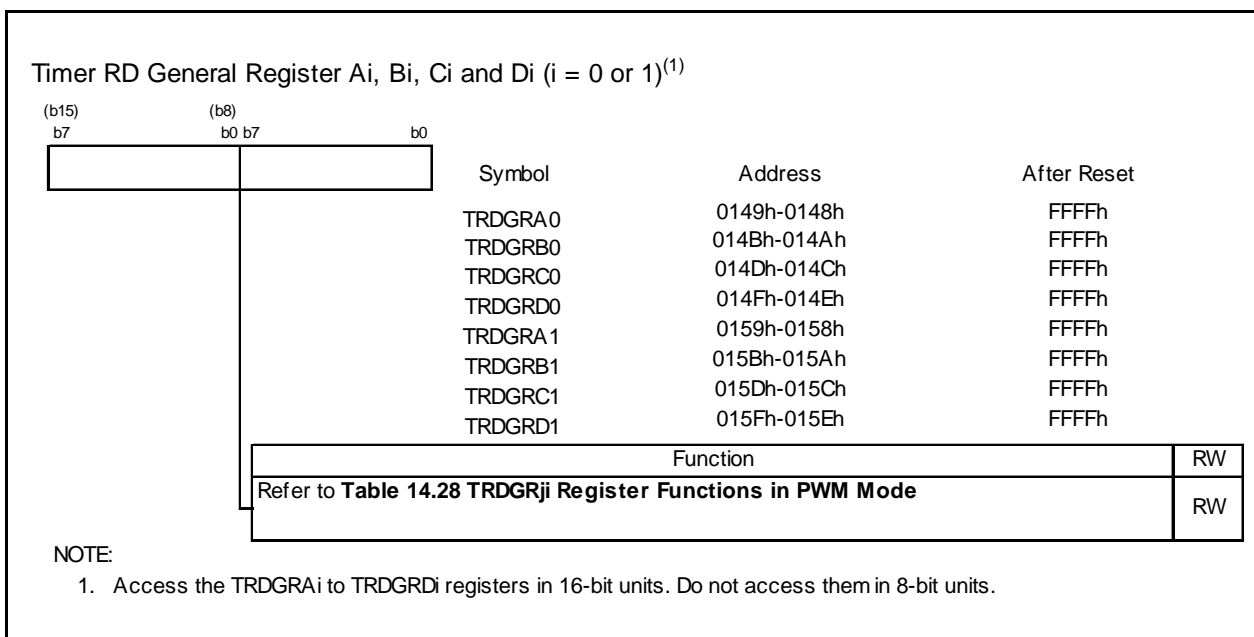 Timer RD General Register Ai, Bi, Ci and Di (i = 0 or 1)(1)
(b15) (b8)
b7 b0 b7 b0
Symbol Address After Reset
TRDGRA0 0149h-0148h FFFFh
TRDGRB0 014Bh-014Ah FFFFh
TRDGRC0 014Dh-014Ch FFFFh
TRDGRD0 014Fh-014Eh FFFFh
TRDGRA1 0159h-0158h FFFFh
TRDGRB1 015Bh-015Ah FFFFh
TRDGRC1 015Dh-015Ch FFFFh
TRDGRD1 015Fh-015Eh FFFFh
Function RW
Refer to Table 14.28 TRDGRji Register Functions in PWM Mode RW
NOTE:
1. Access the TRDGRAi to TRDGRDi registers in 16-bit units. Do not access them in 8-bit units.